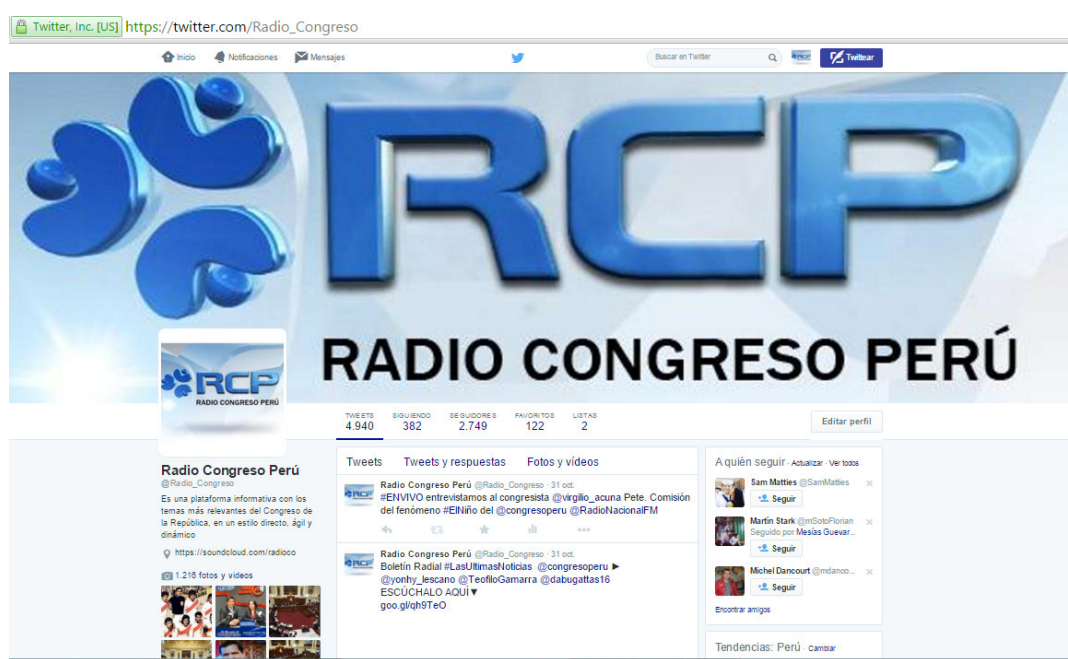 Twitter, Inc. [US] https://twitter.com/Radio_Congreso
Inicio Notificaciones Mensajes Buscar en Twitter Twittear
RCP
RADIO CONGRESO PERÚ
RCP
RADIO CONGRESO PERÚ
TWEETS SIGUIENDO SEGUIDORES FAVORITOS LISTAS
4.940 382 2.749 122 2
Editar perfil
Radio Congreso Perú
@Radio_Congreso
Es una plataforma informativa con los
temas más relevantes del Congreso de
la República, en un estilo directo, ágil y
dinámico
https://soundcloud.com/radioco
1.216 fotos y videos
Tweets Tweets y respuestas Fotos y vídeos
Radio Congreso Perú @Radio_Congreso · 31 oct.
#ENVIVO entrevistamos al congresista @virgilio_acuna Pete. Comisión
del fenómeno #ElNiño del @congresoperu @RadioNacionalFM
Radio Congreso Perú @Radio_Congreso · 31 oct.
Boletín Radial #LasUltimasNoticias @congresoperu ►
@yonhy_lescano @TeofiloGamarra @dabugattas16
ESCÚCHALO AQUÍ▼
goo.gl/qh9TeO
A quién seguir · Actualizar · Ver todos
Sam Matties @SamMatties
Seguir
Martin Stark @mSotoFlorian
Seguido por Mesías Guevar...
Seguir
Michel Dancourt @mdanco...
Seguir
Encontrar amigos
Tendencias: Perú · Cambiar